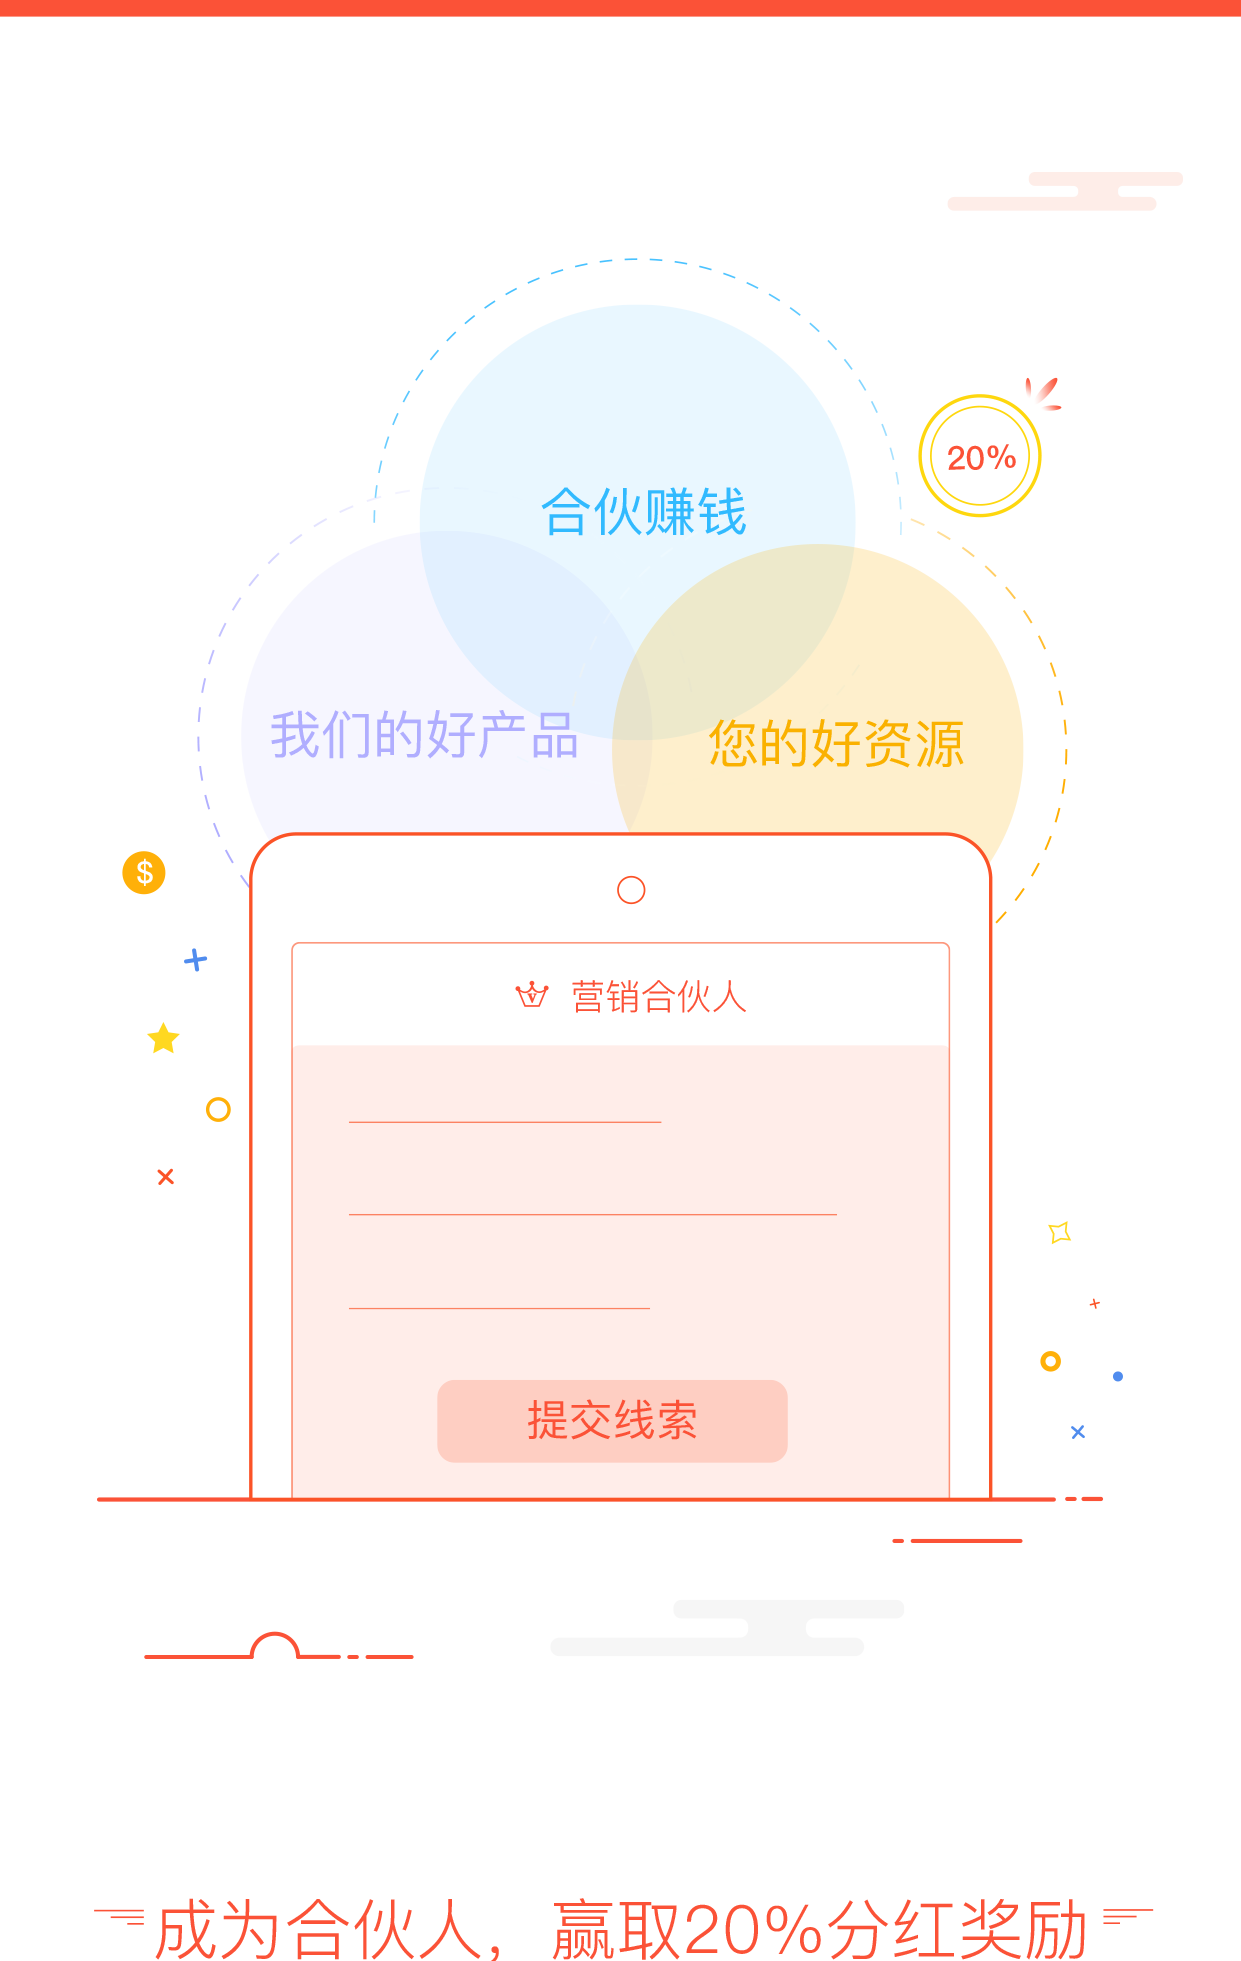 合伙赚钱
20%
我们的好产品
您的好资源
$
营销合伙人
提交线索
成为合伙人，赢取20%分红奖励